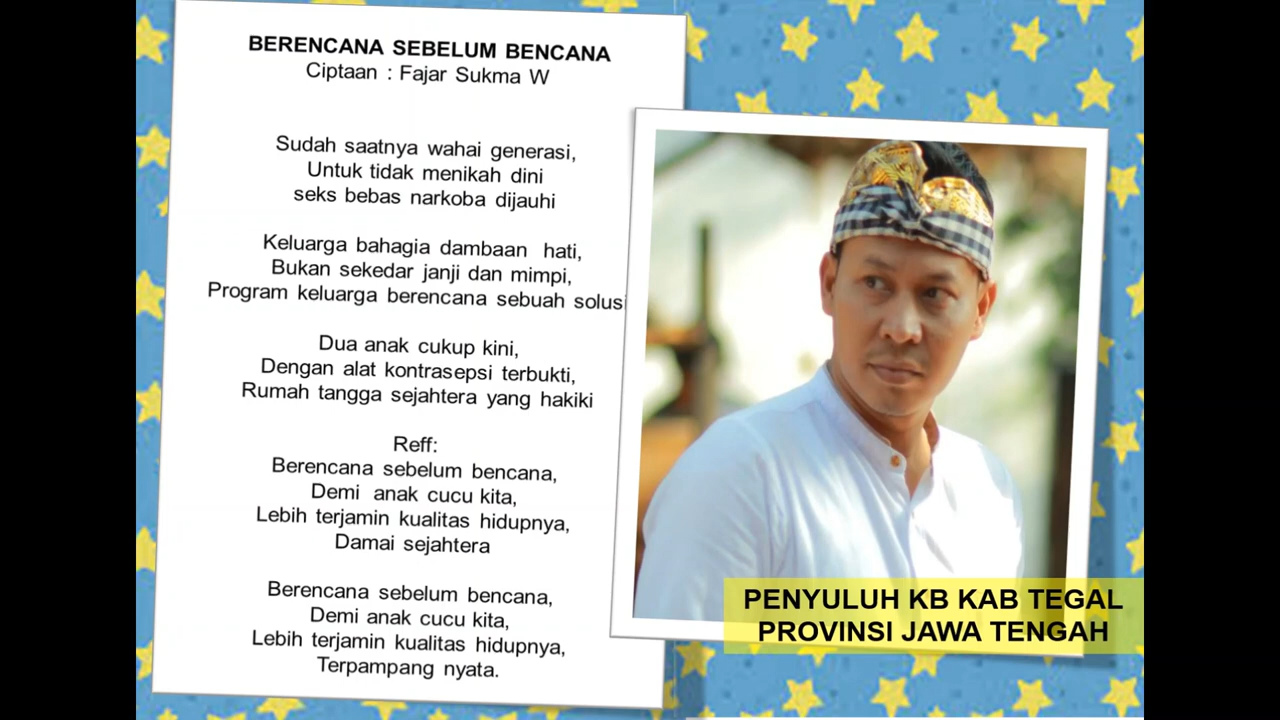 BERENCANA SEBELUM BENCANA
Ciptaan : Fajar Sukma W
Sudah saatnya wahai generasi,
Untuk tidak menikah dini
seks bebas narkoba dijauhi
Keluarga bahagia dambaan hati,
Bukan sekedar janji dan mimpi,
Program keluarga berencana sebuah solusi
Dua anak cukup kini,
Dengan alat kontrasepsi terbukti,
Rumah tangga sejahtera yang hakiki
Reff:
Berencana sebelum bencana,
Demi anak cucu kita,
Lebih terjamin kualitas hidupnya,
Damai sejahtera
Berencana sebelum bencana,
Demi anak cucu kita,
Lebih terjamin kualitas hidupnya,
Terpampang nyata.
PENYULUH KB KAB TEGAL
PROVINSI JAWA TENGAH